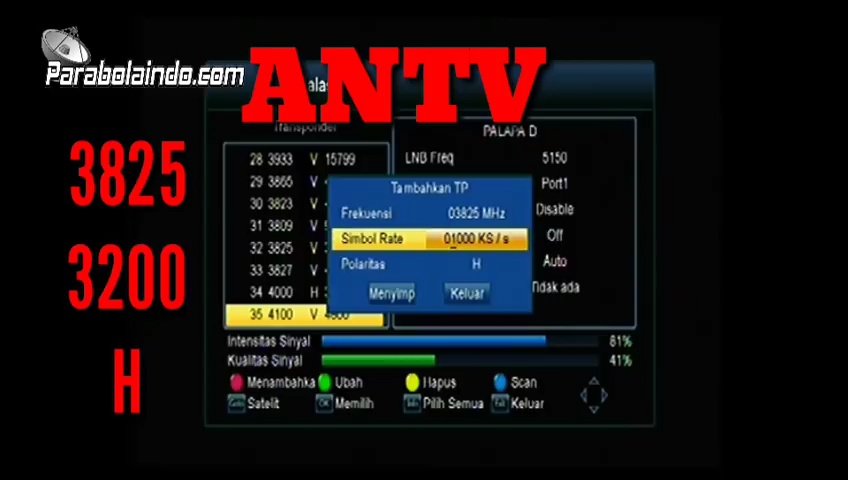 Parabolaindo.com
ANTV
3825
3200
H
Transponder
PALAPA D
28 3933 V 15799
29 3865 V
30 3823 V
31 3809 V
32 3825 V
33 3827 V
34 4000 H
35 4100 V
LNB Freq 5150
Port1
Disable
Off
Auto
Tidak ada
Tambahkan TP
Frekuensi 03825 MHz
Simbol Rate 01000 KS / s
Polaritas H
Menyimp Keluar
Intensitas Sinyal 81%
Kualitas Sinyal 41%
Menambahka Ubah Hapus Scan
Satelit OK Memilih Pilih Semua Exit Keluar